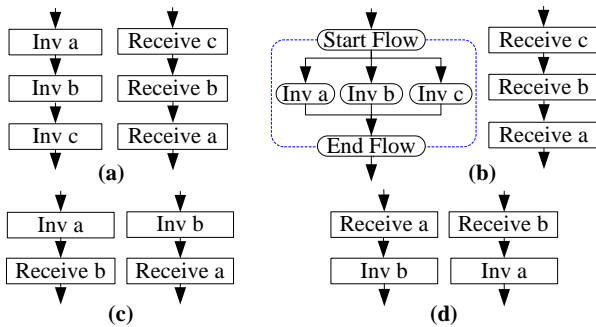 Inv a
Receive c
Inv b
Receive b
Inv c
Receive a
(a)
Start Flow
Inv a
Inv b
Inv c
End Flow
Receive c
Receive b
Receive a
(b)
Inv a
Inv b
Receive b
Receive a
(c)
Receive a
Receive b
Inv b
Inv a
(d)